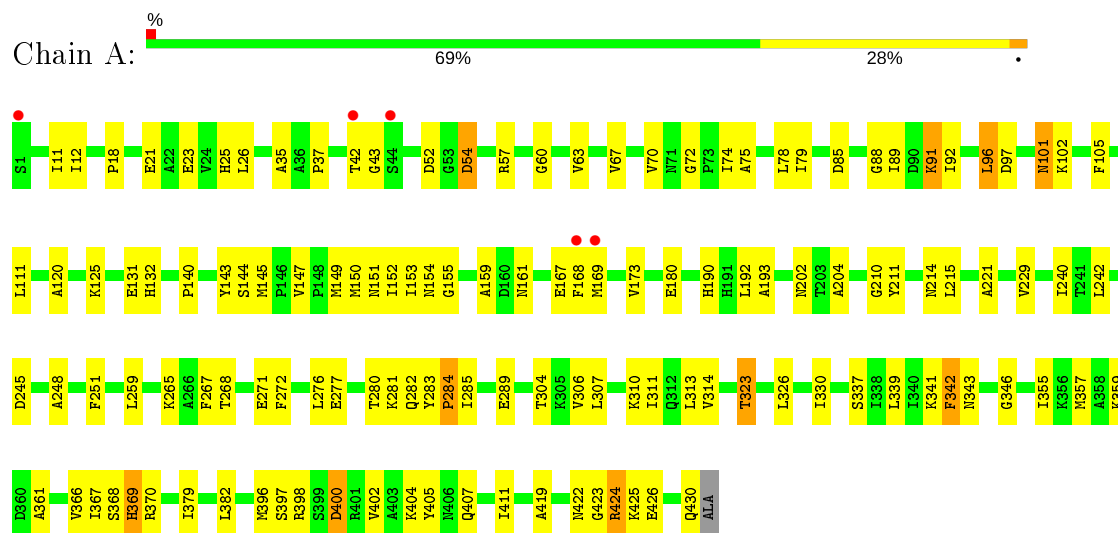 %
Chain A:
69% 28% •
S1 I11 I12 P18 E21 A22 E23 V24 H25 L26 A35 A36 P37 T42 G43 S44 D52 G53 D54 R57 G60 V63 V67 V70 N71 G72 P73 I74 A75 L78 I79 D85 G88 I89 D90 K91 I92 L96 D97 N101 K102 F105
L111 A120 K125 E131 H132 P140 Y143 S144 M145 P146 V147 P148 M149 M150 N151 I152 I153 N154 G155 A159 D160 N161 E167 F168 M169 V173 E180 H190 H191 L192 A193 N202 T203 A204 G210 Y211 N214 L215 A221 V229 I240 T241 L242
D245 A248 F251 L259 K265 A266 F267 T268 E271 F272 L276 E277 T280 K281 Q282 Y283 P284 I285 E289 T304 K305 V306 L307 K310 I311 Q312 L313 V314 T323 L326 I330 S337 I338 L339 I340 K341 F342 N343 G346 I355 K356 M357 A358 K359
D360 A361 V366 I367 S368 H369 R370 I379 L382 M396 S397 R398 S399 D400 R401 V402 A403 K404 Y405 N406 Q407 I411 A419 N422 G423 R424 K425 E426 Q430 ALA